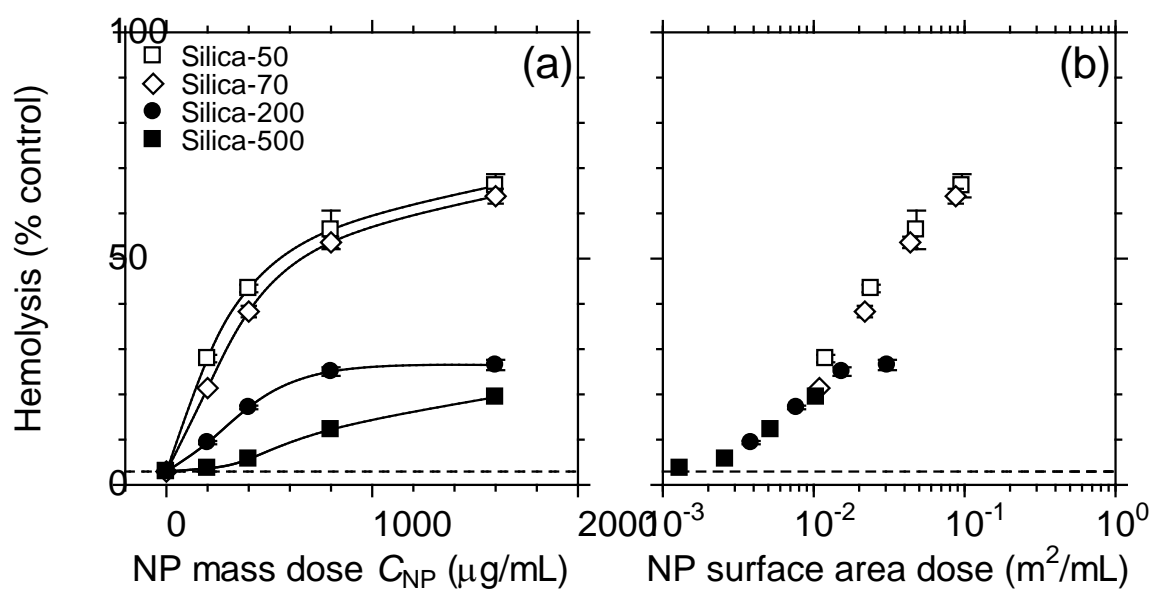 Hemolysis (% control)
100
50
0
Silica-50
Silica-70
Silica-200
Silica-500
(a)
0 1000 2000
NP mass dose C_NP (μg/mL)
(b)
10⁻³ 10⁻² 10⁻¹ 10⁰
NP surface area dose (m²/mL)